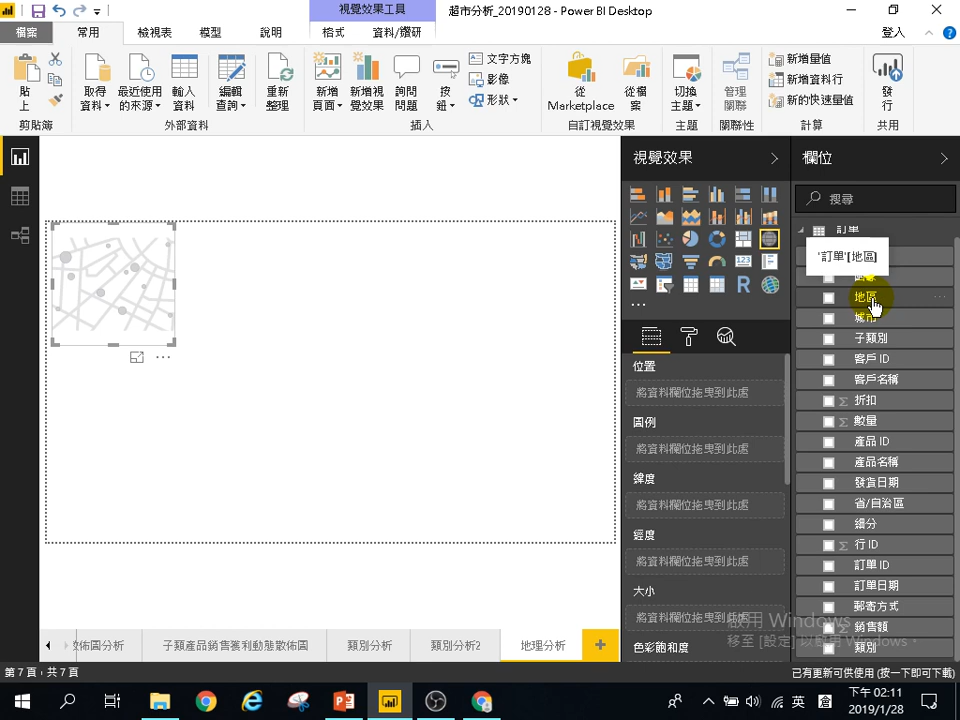 視覺效果工具
超市分析_20190128 - Power BI Desktop
檔案
常用
檢視表
模型
說明
格式
資料/鑽研
登入
貼上
剪貼簿
取得資料
最近使用的來源
輸入資料
編輯查詢
重新整理
外部資料
新增頁面
新增視覺效果
詢問問題
按鈕
文字方塊
影像
形狀
插入
從 Marketplace
從檔案
自訂視覺效果
切換主題
主題
管理關聯
關聯性
新增量值
新增資料行
新的快速量值
計算
發行
共用
視覺效果
123
R
位置
將資料欄位拖曳到此處
圖例
將資料欄位拖曳到此處
緯度
將資料欄位拖曳到此處
經度
將資料欄位拖曳到此處
大小
將資料欄位拖曳到此處
色彩飽和度
欄位
搜尋
訂單
'訂單'[地區]
地區
城市
子類別
客戶 ID
客戶名稱
折扣
數量
產品 ID
產品名稱
發貨日期
省/自治區
細分
行 ID
訂單 ID
訂單日期
郵寄方式
銷售額
類別
啟用 Windows
移至 [設定] 以啟用 Windows。
子類產品銷售獲利動態散佈圖
類別分析
類別分析2
地理分析
第 7 頁，共 7 頁
已有更新可供使用 (按一下即可下載)
英
下午 02:11
2019/1/28